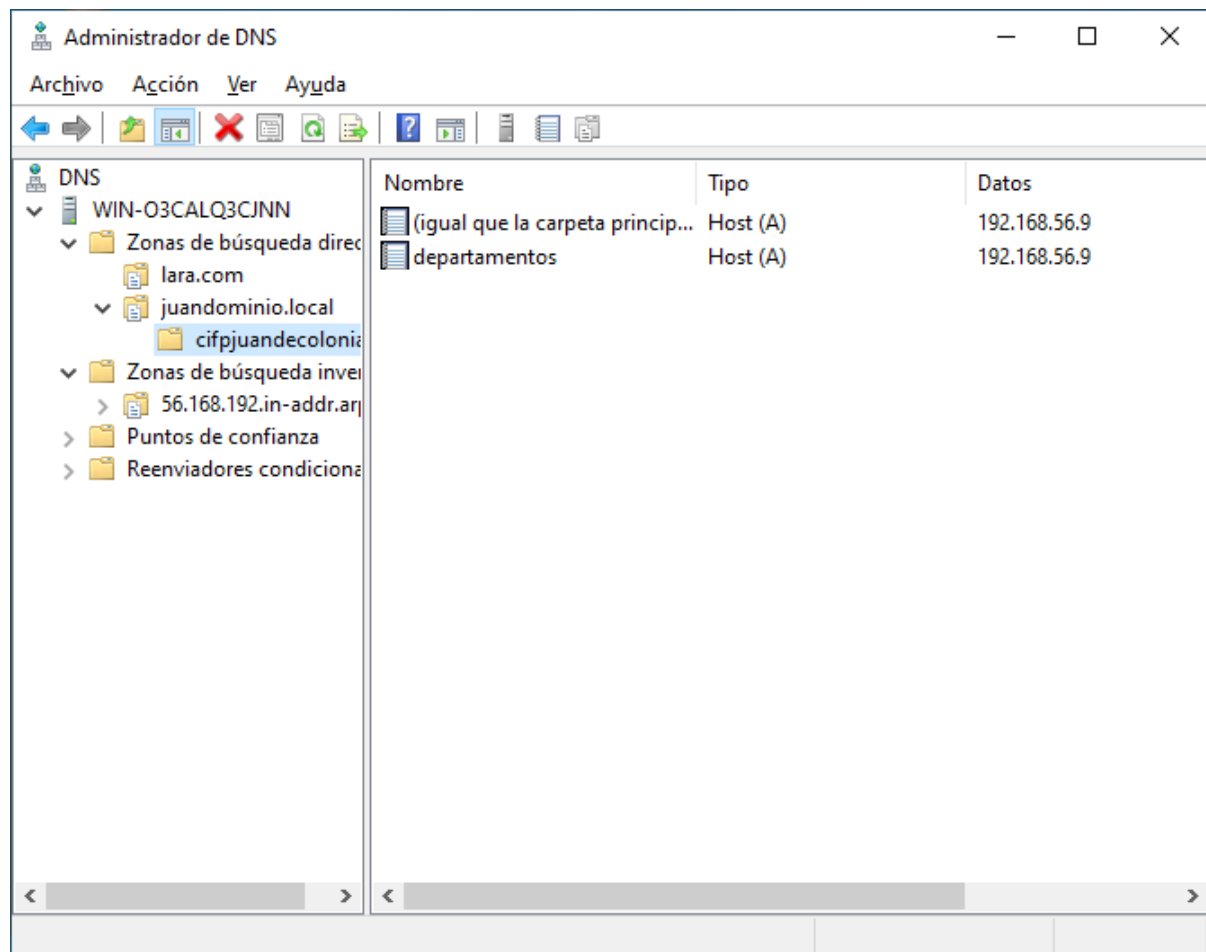 Administrador de DNS
Archivo Acción Ver Ayuda
DNS
WIN-O3CALQ3CJNN
Zonas de búsqueda direc
lara.com
juandominio.local
cifpjuandecolonia
Zonas de búsqueda inver
56.168.192.in-addr.arp
Puntos de confianza
Reenviadores condiciona
Nombre Tipo Datos
(igual que la carpeta princip... Host (A) 192.168.56.9
departamentos Host (A) 192.168.56.9